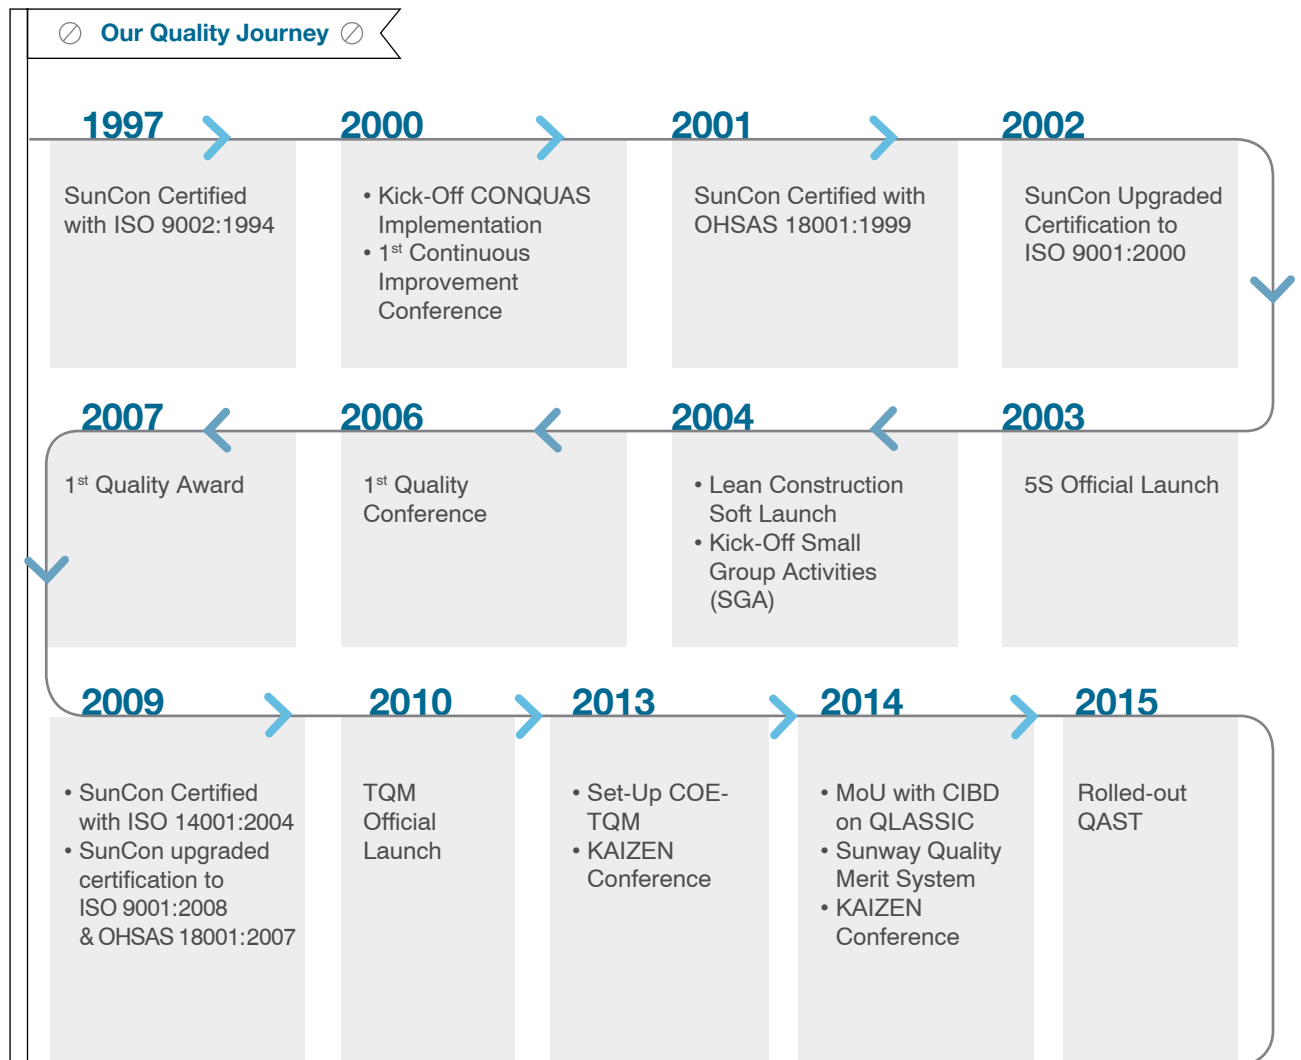 Our Quality Journey
1997
SunCon Certified
with ISO 9002:1994
2000
• Kick-Off CONQUAS
Implementation
• 1st Continuous
Improvement
Conference
2001
SunCon Certified with
OHSAS 18001:1999
2002
SunCon Upgraded
Certification to
ISO 9001:2000
2003
5S Official Launch
2004
• Lean Construction
Soft Launch
• Kick-Off Small
Group Activities
(SGA)
2006
1st Quality
Conference
2007
1st Quality Award
2009
• SunCon Certified
with ISO 14001:2004
• SunCon upgraded
certification to
ISO 9001:2008
& OHSAS 18001:2007
2010
TQM
Official
Launch
2013
• Set-Up COE-
TQM
• KAIZEN
Conference
2014
• MoU with CIBD
on QLASSIC
• Sunway Quality
Merit System
• KAIZEN
Conference
2015
Rolled-out
QAST